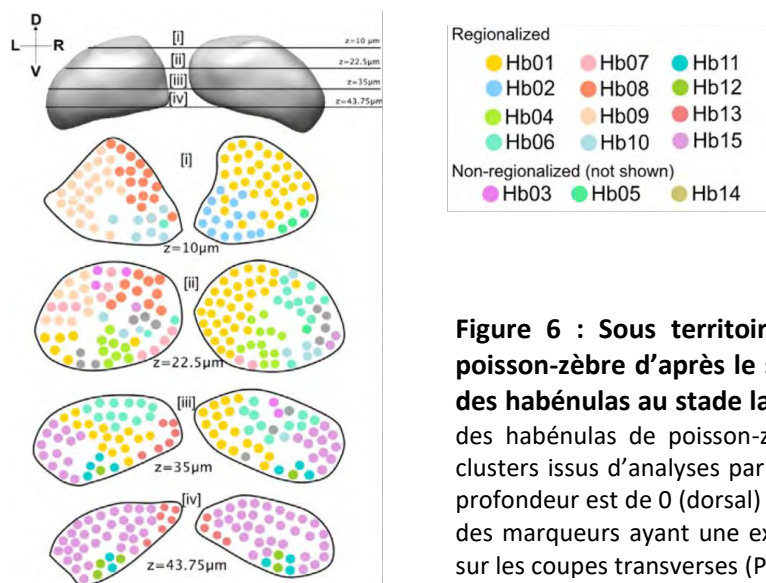 D
L R
V
[i]
z=10 µm
[ii]
z=22.5µm
[iii]
z=35µm
[iv]
z=43.75µm
[i]
z=10µm
[ii]
z=22.5µm
[iii]
z=35µm
[iv]
z=43.75µm
Regionalized
Hb01 Hb07 Hb11
Hb02 Hb08 Hb12
Hb04 Hb09 Hb13
Hb06 Hb10 Hb15
Non-regionalized (not shown)
Hb03 Hb05 Hb14
Figure 6 : Sous territoir
poisson-zèbre d'après le s
des habénulas au stade la
des habénulas de poisson-z
clusters issus d'analyses par
profondeur est de 0 (dorsal)
des marqueurs ayant une ex
sur les coupes transverses (P